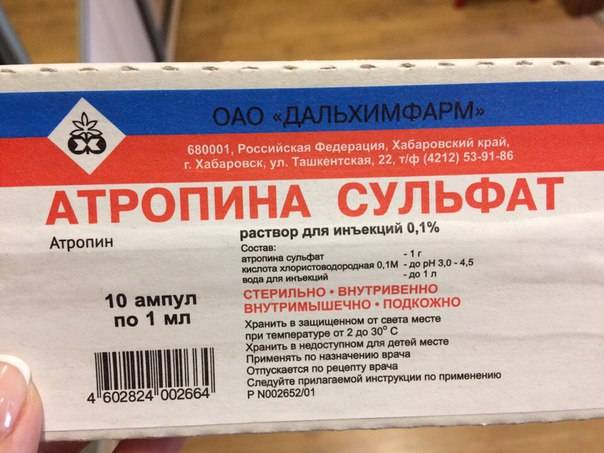 ОАО «ДАЛЬХИМФАРМ»
680001, Российская Федерация, Хабаровский край,
г. Хабаровск, ул. Ташкентская, 22, т/ф (4212) 53-91-86
АТРОПИНА СУЛЬФАТ
Атропин
раствор для инъекций 0,1%
Состав:
атропина сульфат - 1 г
кислота хлористоводородная 0,1М - до pH 3,0 - 4,5
вода для инъекций - до 1 л
10 ампул
по 1 мл
СТЕРИЛЬНО • ВНУТРИВЕННО
ВНУТРИМЫШЕЧНО • ПОДКОЖНО
Хранить в защищенном от света месте
при температуре от 2 до 30° С
Хранить в недоступном для детей месте
Применять по назначению врача
Отпускается по рецепту врача
Следуйте прилагаемой инструкции по применению
Р N002652/01
4 602824 002664